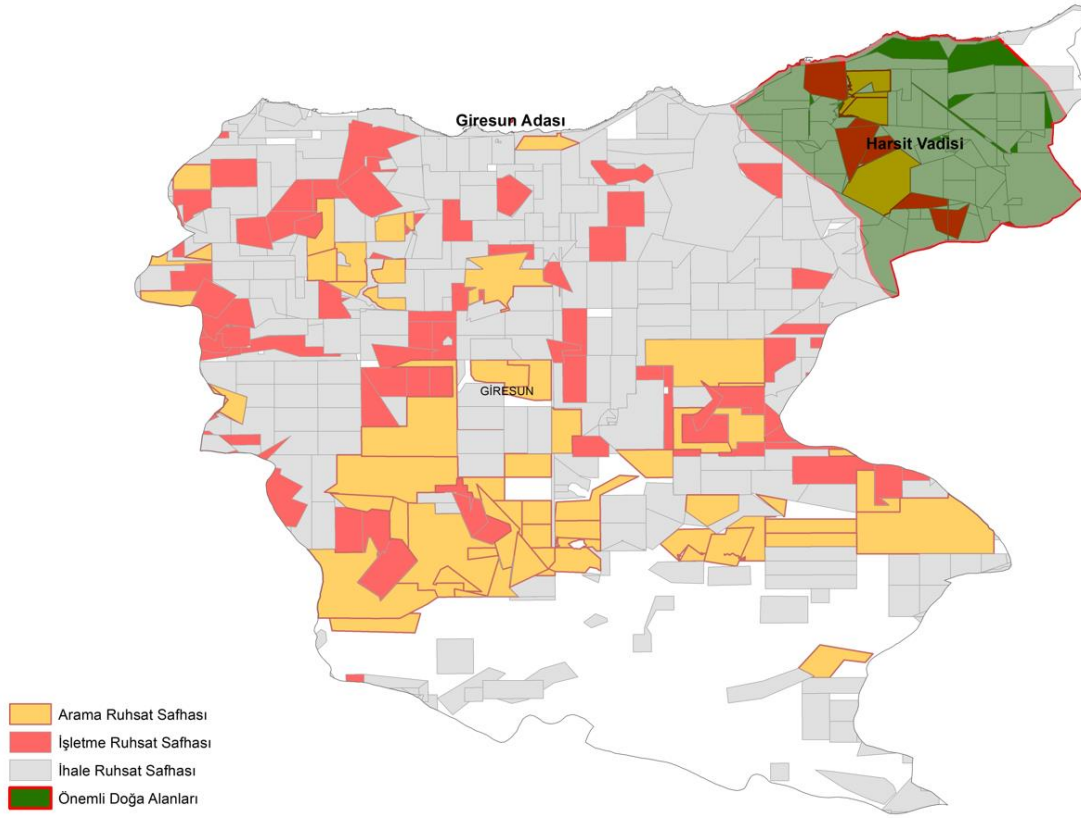 Giresun Adası
Harsit Vadisi
GİRESUN
Arama Ruhsat Safhası
İşletme Ruhsat Safhası
İhale Ruhsat Safhası
Önemli Doğa Alanları